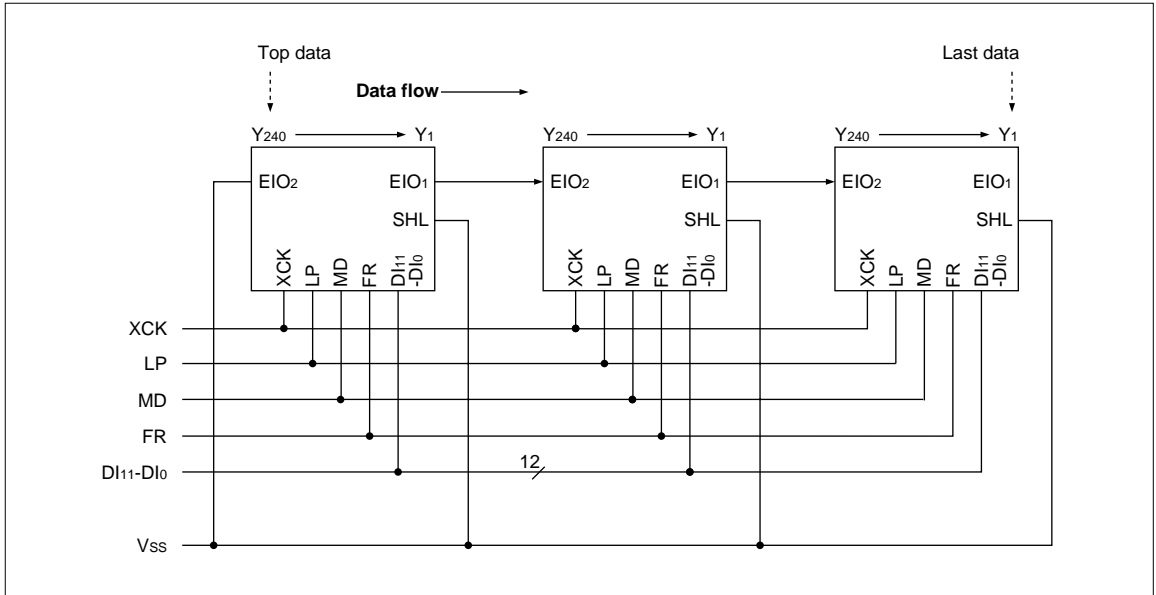 Top data
Last data
Data flow
Y240 Y1
Y240 Y1
Y240 Y1
EIO2 EIO1
EIO2 EIO1
EIO2 EIO1
SHL
SHL
SHL
XCK LP MD FR DI11 -DI0
XCK LP MD FR DI11 -DI0
XCK LP MD FR DI11 -DI0
XCK
LP
MD
FR
DI11-DI0
12
VSS